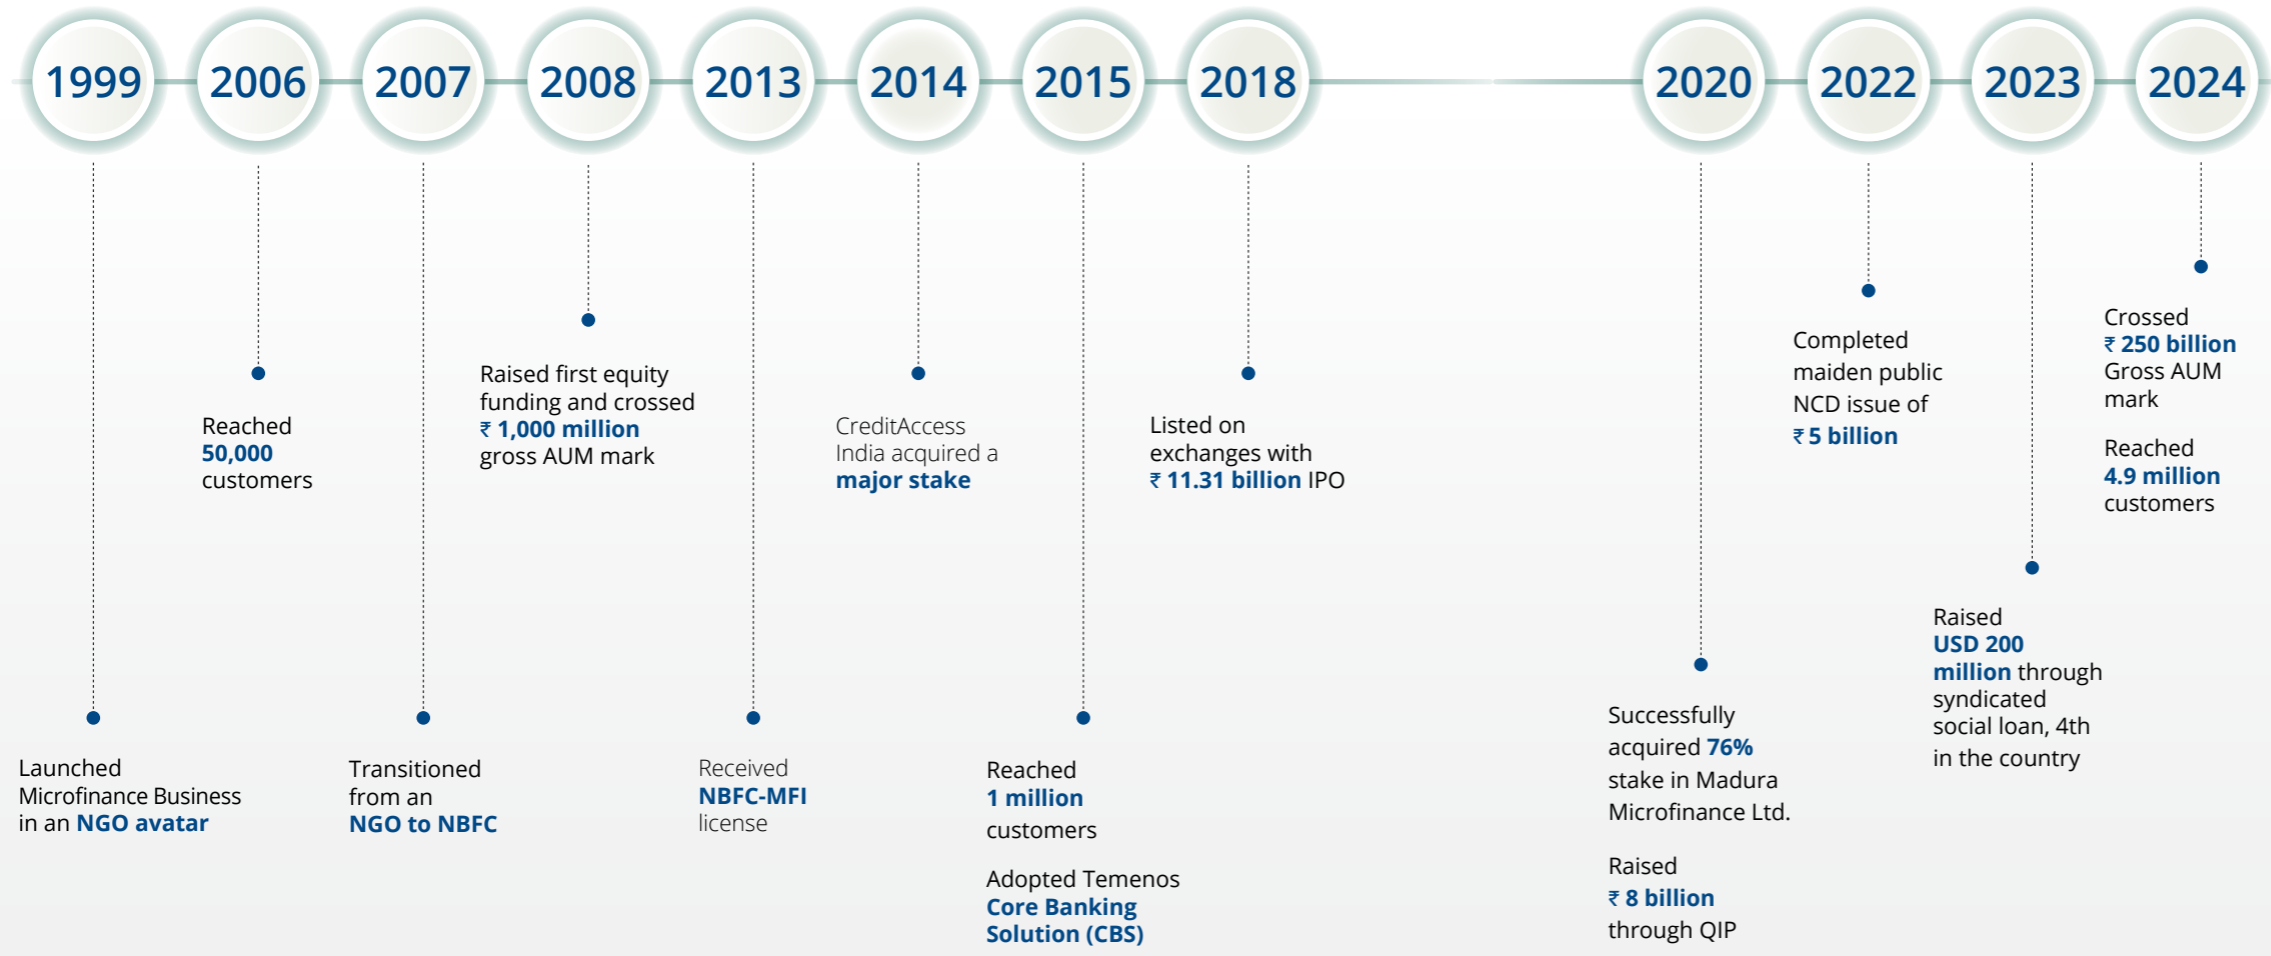 1999
2006
2007
2008
2013
2014
2015
2018
2020
2022
2023
2024
Launched
Microfinance Business
in an NGO avatar
Reached
50,000
customers
Transitioned
from an
NGO to NBFC
Raised first equity
funding and crossed
₹ 1,000 million
gross AUM mark
Received
NBFC-MFI
license
CreditAccess
India acquired a
major stake
Reached
1 million
customers
Adopted Temenos
Core Banking
Solution (CBS)
Listed on
exchanges with
₹ 11.31 billion IPO
Successfully
acquired 76%
stake in Madura
Microfinance Ltd.
Raised
₹ 8 billion
through QIP
Completed
maiden public
NCD issue of
₹ 5 billion
Raised
USD 200
million through
syndicated
social loan, 4th
in the country
Crossed
₹ 250 billion
Gross AUM
mark
Reached
4.9 million
customers